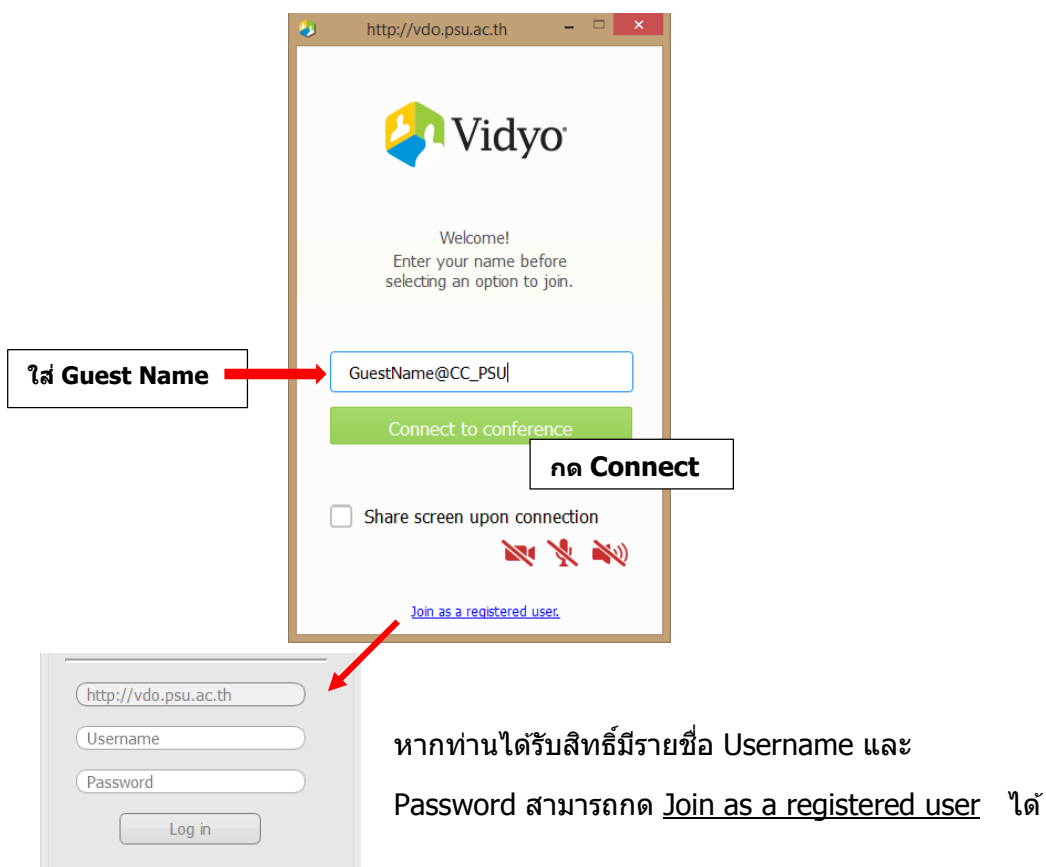 http://vdo.psu.ac.th
Vidyo
Welcome!
Enter your name before
selecting an option to join.
ใส่ Guest Name
GuestName@CC_PSU
Connect to conference
กด Connect
Share screen upon connection
Join as a registered user.
http://vdo.psu.ac.th
Username
Password
Log in
หากท่านได้รับสิทธิ์มีรายชื่อ Username และ
Password สามารถกด Join as a registered user ได้